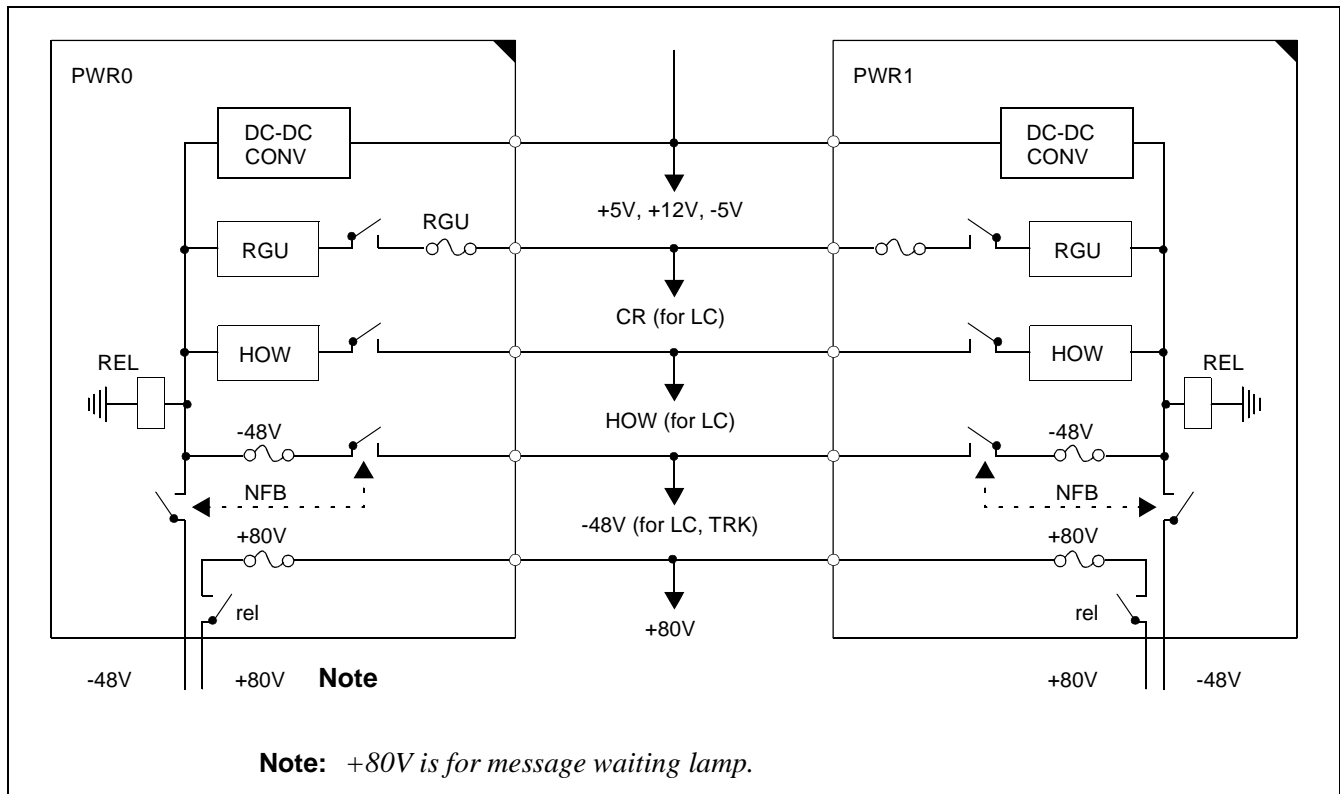 PWR0
PWR1
DC-DC
CONV
DC-DC
CONV
+5V, +12V, -5V
RGU
RGU
RGU
CR (for LC)
HOW
HOW
REL
REL
HOW (for LC)
-48V
-48V
NFB
NFB
-48V (for LC, TRK)
+80V
+80V
rel
rel
+80V
-48V
+80V
Note
+80V
-48V
Note: +80V is for message waiting lamp.